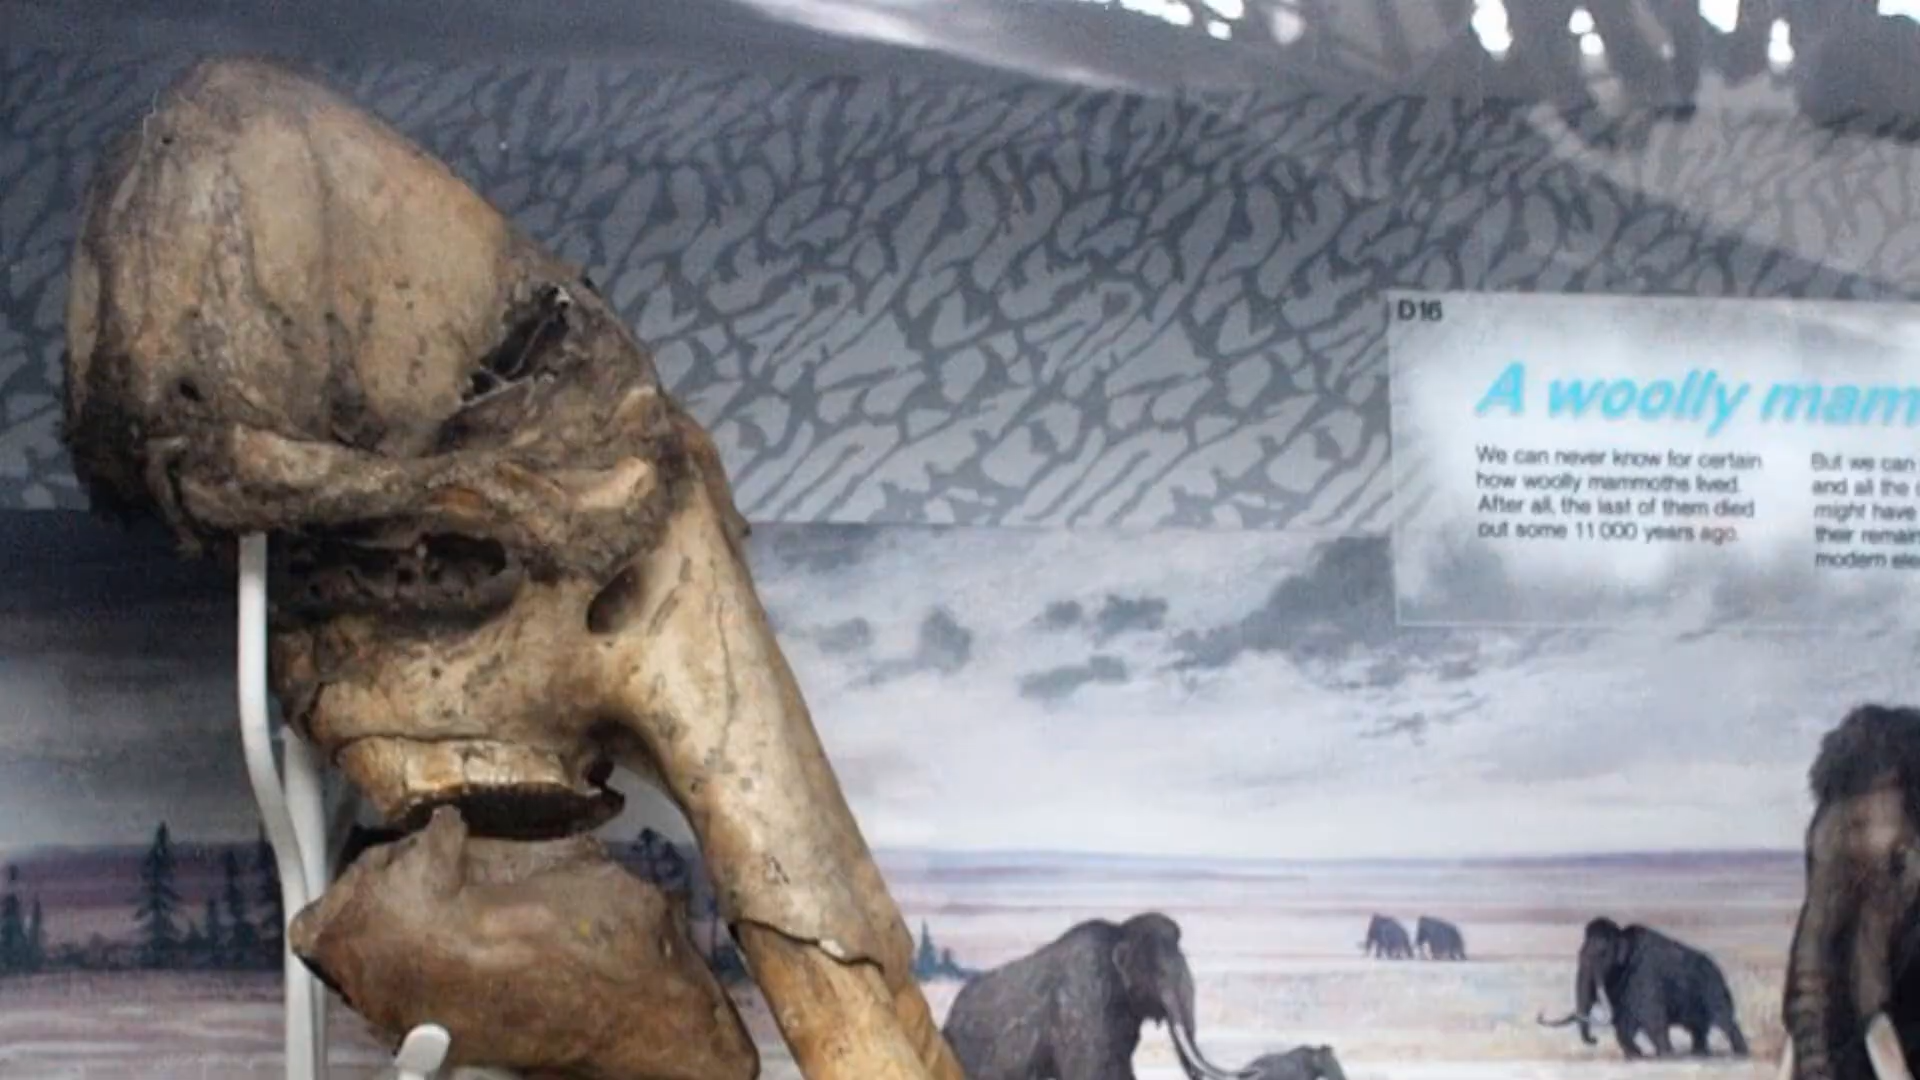 D16
A woolly mam
We can never know for certain
how woolly mammoths lived.
After all, the last of them died
out some 11 000 years ago.
But we can
and all the
might have
their remain
modern ele